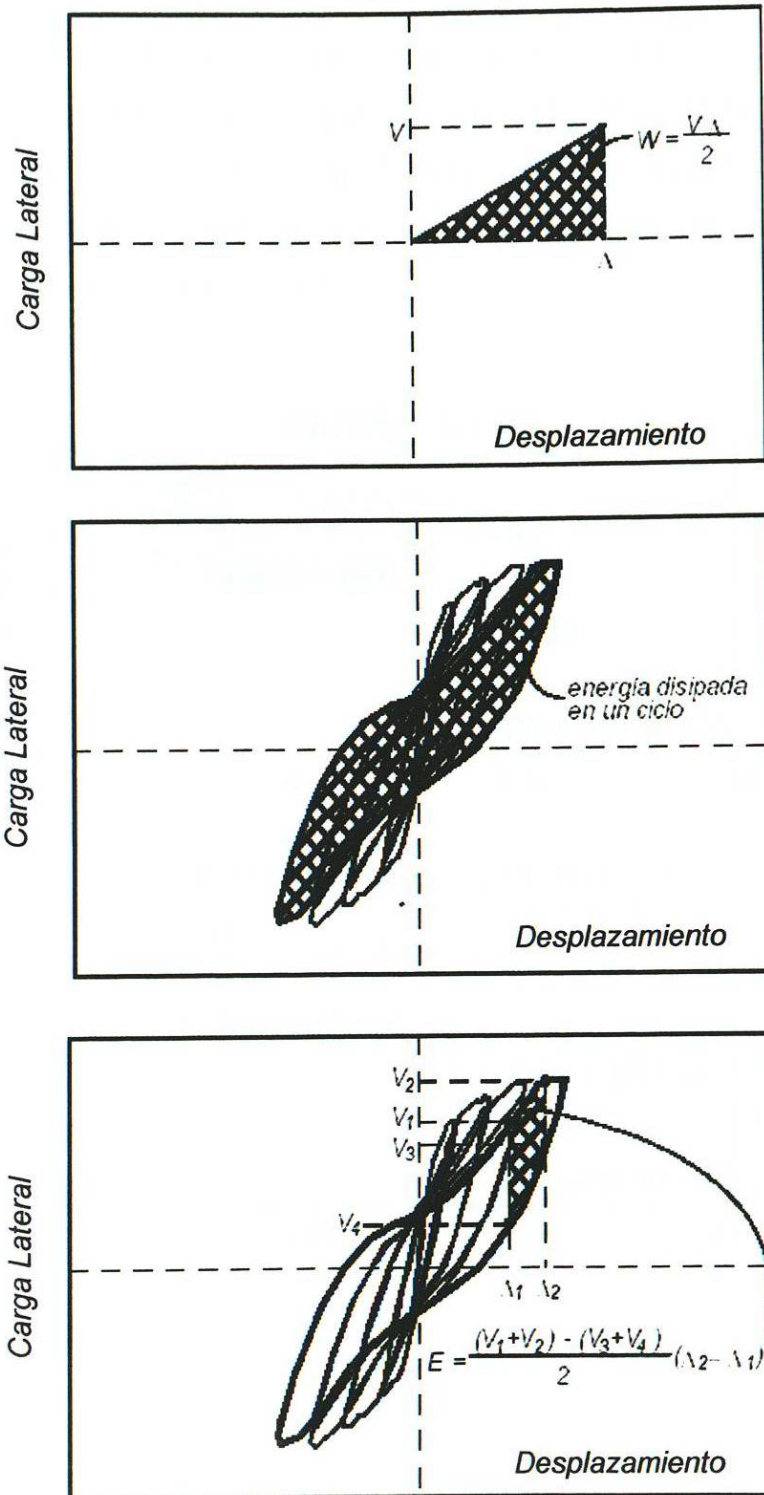 Carga Lateral
V
W = V Δ / 2
Δ
Desplazamiento
Carga Lateral
energía disipada
en un ciclo
Desplazamiento
Carga Lateral
V2
V1
V3
V4
Δ1 Δ2
E = (V1+V2) - (V3+V4) / 2 (Δ2-Δ1)
Desplazamiento